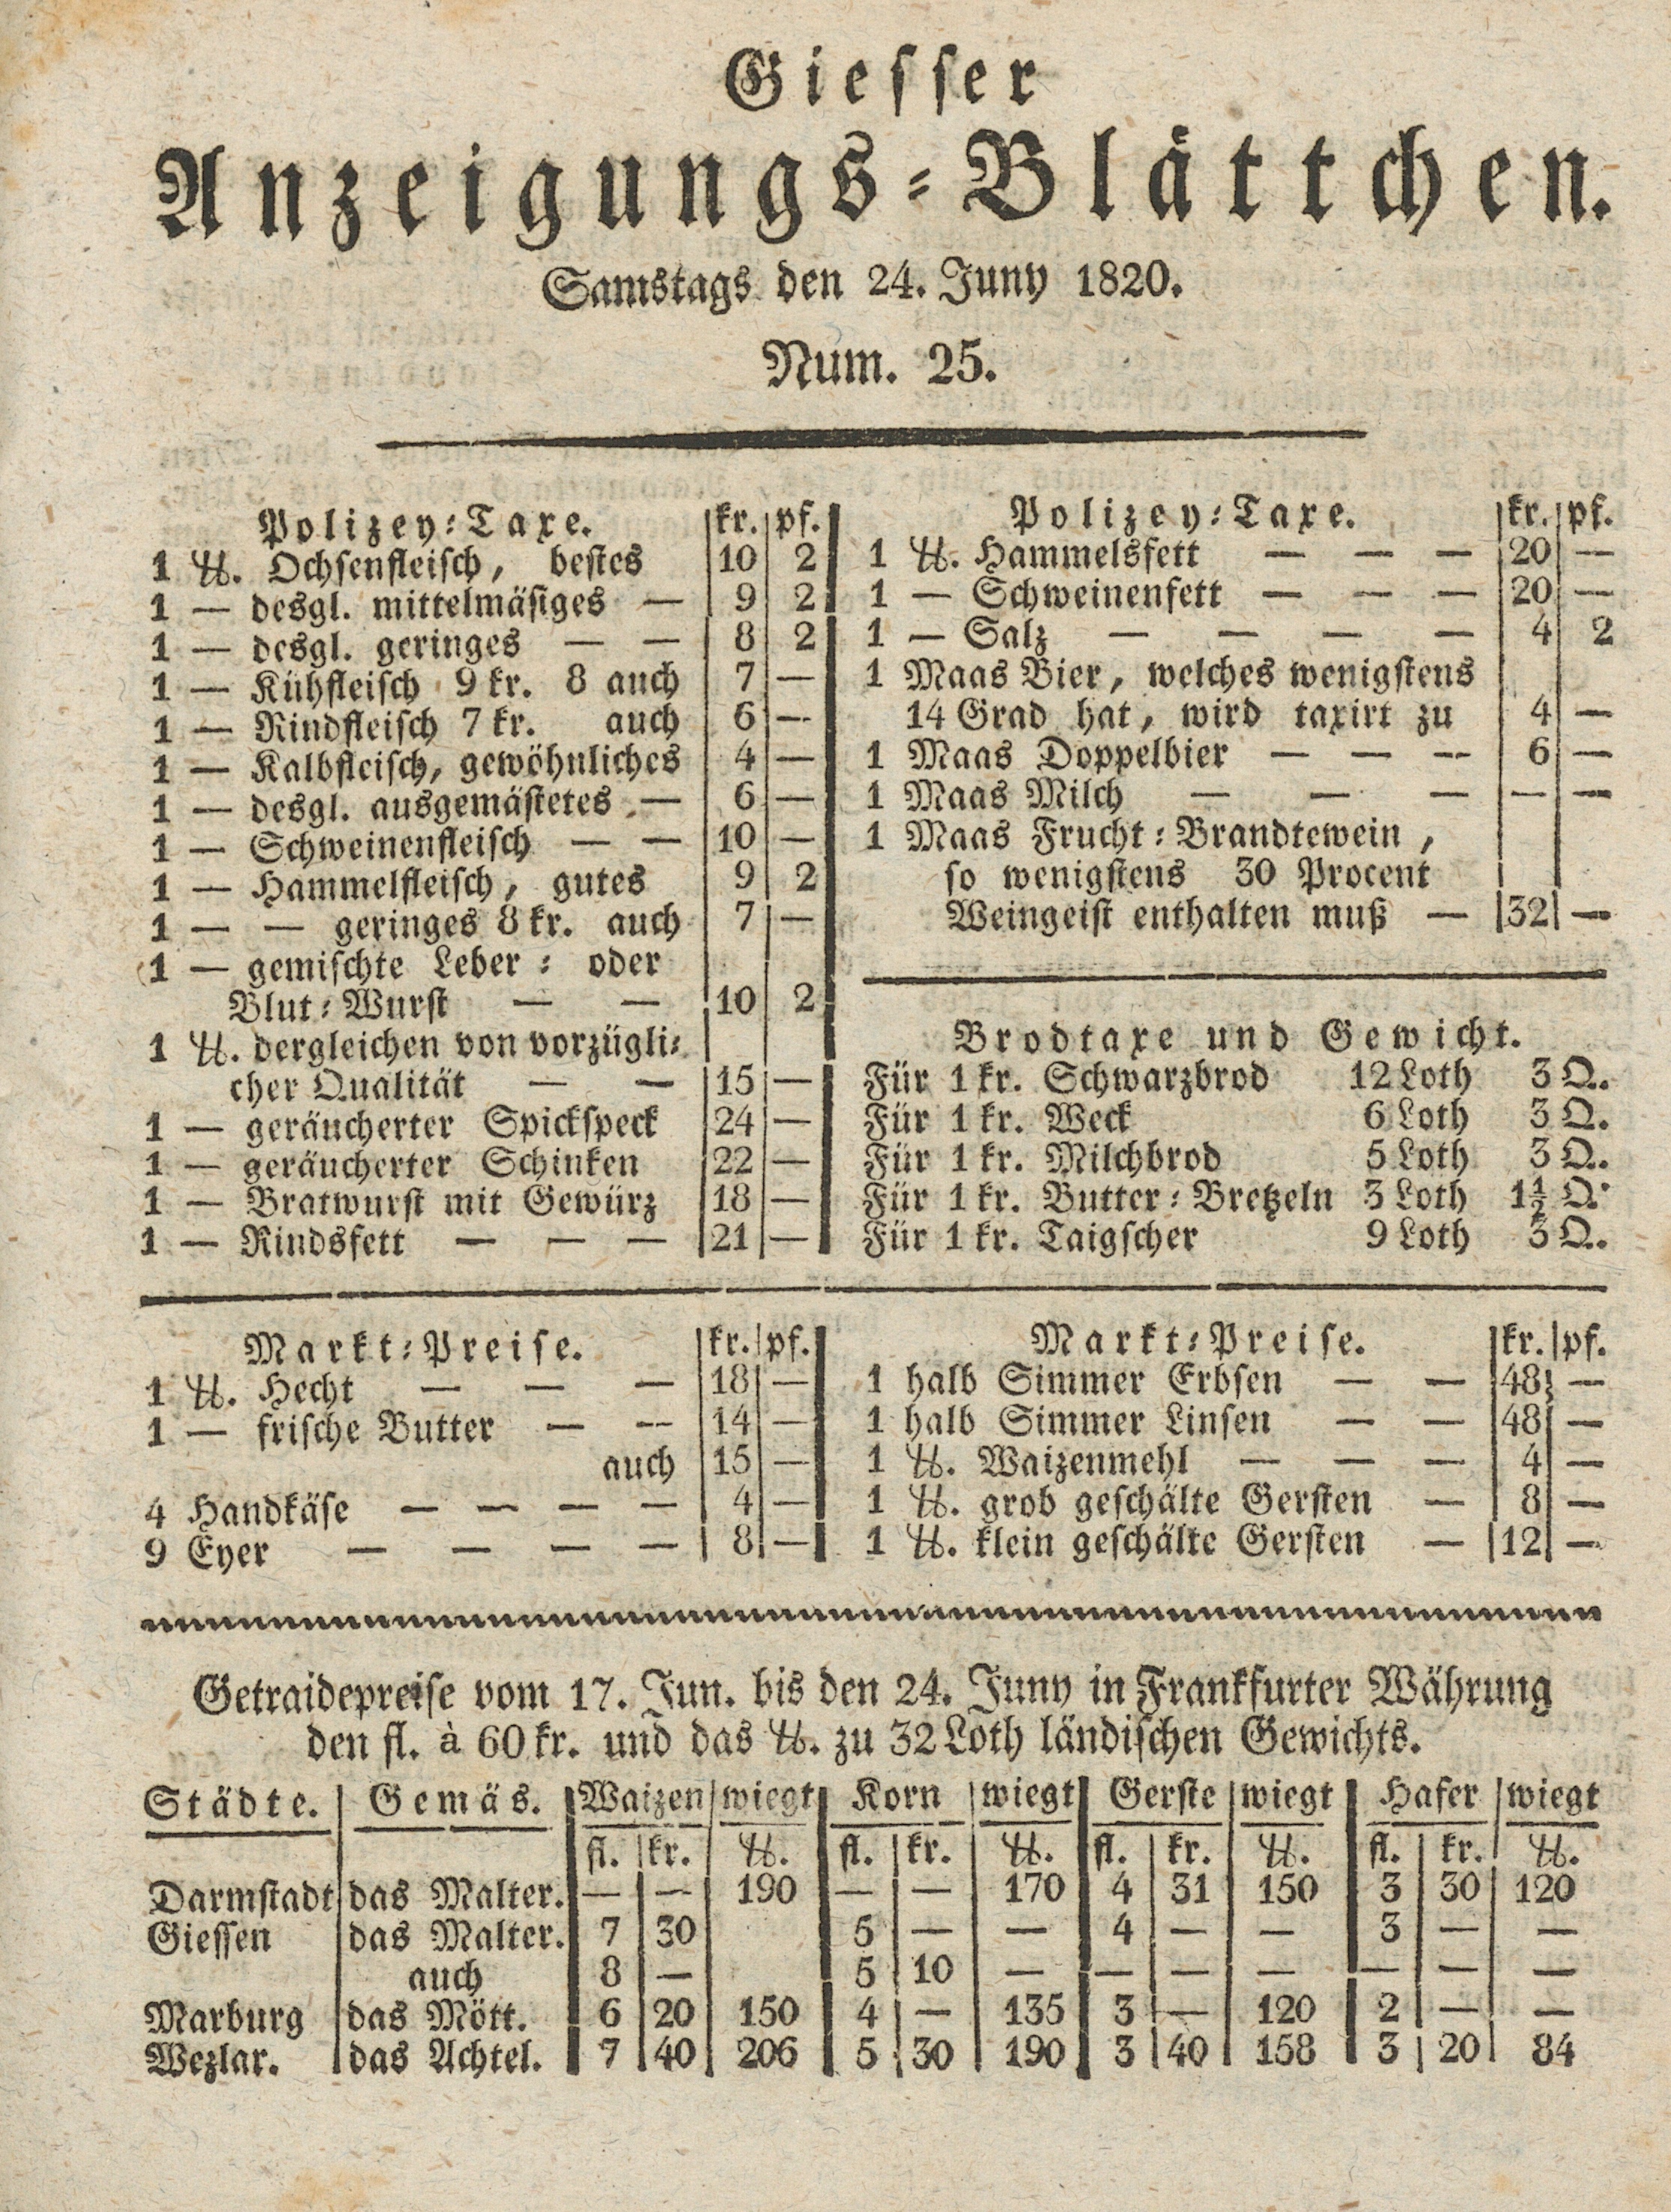 Giesser
Anzeigungs-Blättchen.
Samstags den 24. Juny 1820.
Num. 25.
Polizey-Taxe. kr. pf.
1 ℔. Ochsenfleisch, bestes 10 2
1 — desgl. mittelmäsiges — 9 2
1 — desgl. geringes — — 8 2
1 — Kühfleisch 9 kr. 8 auch 7 —
1 — Rindfleisch 7 kr. auch 6 —
1 — Kalbfleisch, gewöhnliches 4 —
1 — desgl. ausgemästetes — 6 —
1 — Schweinenfleisch — — 10 —
1 — Hammelfleisch, gutes 9 2
1 — — geringes 8 kr. auch 7 —
1 — gemischte Leber- oder
Blut-Wurst — — 10 2
1 ℔. dergleichen von vorzügli-
cher Qualität — — 15 —
1 — geräucherter Spickspeck 24 —
1 — geräucherter Schinken 22 —
1 — Bratwurst mit Gewürz 18 —
1 — Rindsfett — — — 21 —
Polizey-Taxe. kr. pf.
1 ℔. Hammelsfett — — — 20 —
1 — Schweinenfett — — — 20 —
1 — Salz — — — — 4 2
1 Maas Bier, welches wenigstens
14 Grad hat, wird taxirt zu 4 —
1 Maas Doppelbier — — — 6 —
1 Maas Milch — — — — —
1 Maas Frucht-Brandtewein,
so wenigstens 30 Procent
Weingeist enthalten muß — 32 —
Brodtaxe und Gewicht.
Für 1 kr. Schwarzbrod 12 Loth 3 Q.
Für 1 kr. Weck 6 Loth 3 Q.
Für 1 kr. Milchbrod 5 Loth 3 Q.
Für 1 kr. Butter-Bretzeln 3 Loth 1½ Q.
Für 1 kr. Taigscher 9 Loth 3 Q.
Markt-Preise. kr. pf.
1 ℔. Hecht — — — 18 —
1 — frische Butter — — 14 —
auch 15 —
4 Handkäse — — — — 4 —
9 Eyer — — — — 8 —
Markt-Preise. kr. pf.
1 halb Simmer Erbsen — — 48 —
1 halb Simmer Linsen — — 48 —
1 ℔. Waizenmehl — — — 4 —
1 ℔. grob geschälte Gersten — 8 —
1 ℔. klein geschälte Gersten — 12 —
Getraidepreise vom 17. Jun. bis den 24. Juny in Frankfurter Währung
den fl. à 60 kr. und das ℔. zu 32 Loth ländischen Gewichts.
Städte. Gemäs. Waizen wiegt Korn wiegt Gerste wiegt Hafer wiegt
fl. kr. ℔. fl. kr. ℔. fl. kr. ℔. fl. kr. ℔.
Darmstadt das Malter. — — 190 — — 170 4 31 150 3 30 120
Giessen das Malter. 7 30 5 — — 4 — — 3 — —
auch 8 — 5 10 — — — — — — —
Marburg das Mött. 6 20 150 4 — 135 3 — 120 2 — —
Wezlar. das Achtel. 7 40 206 5 30 190 3 40 158 3 20 84